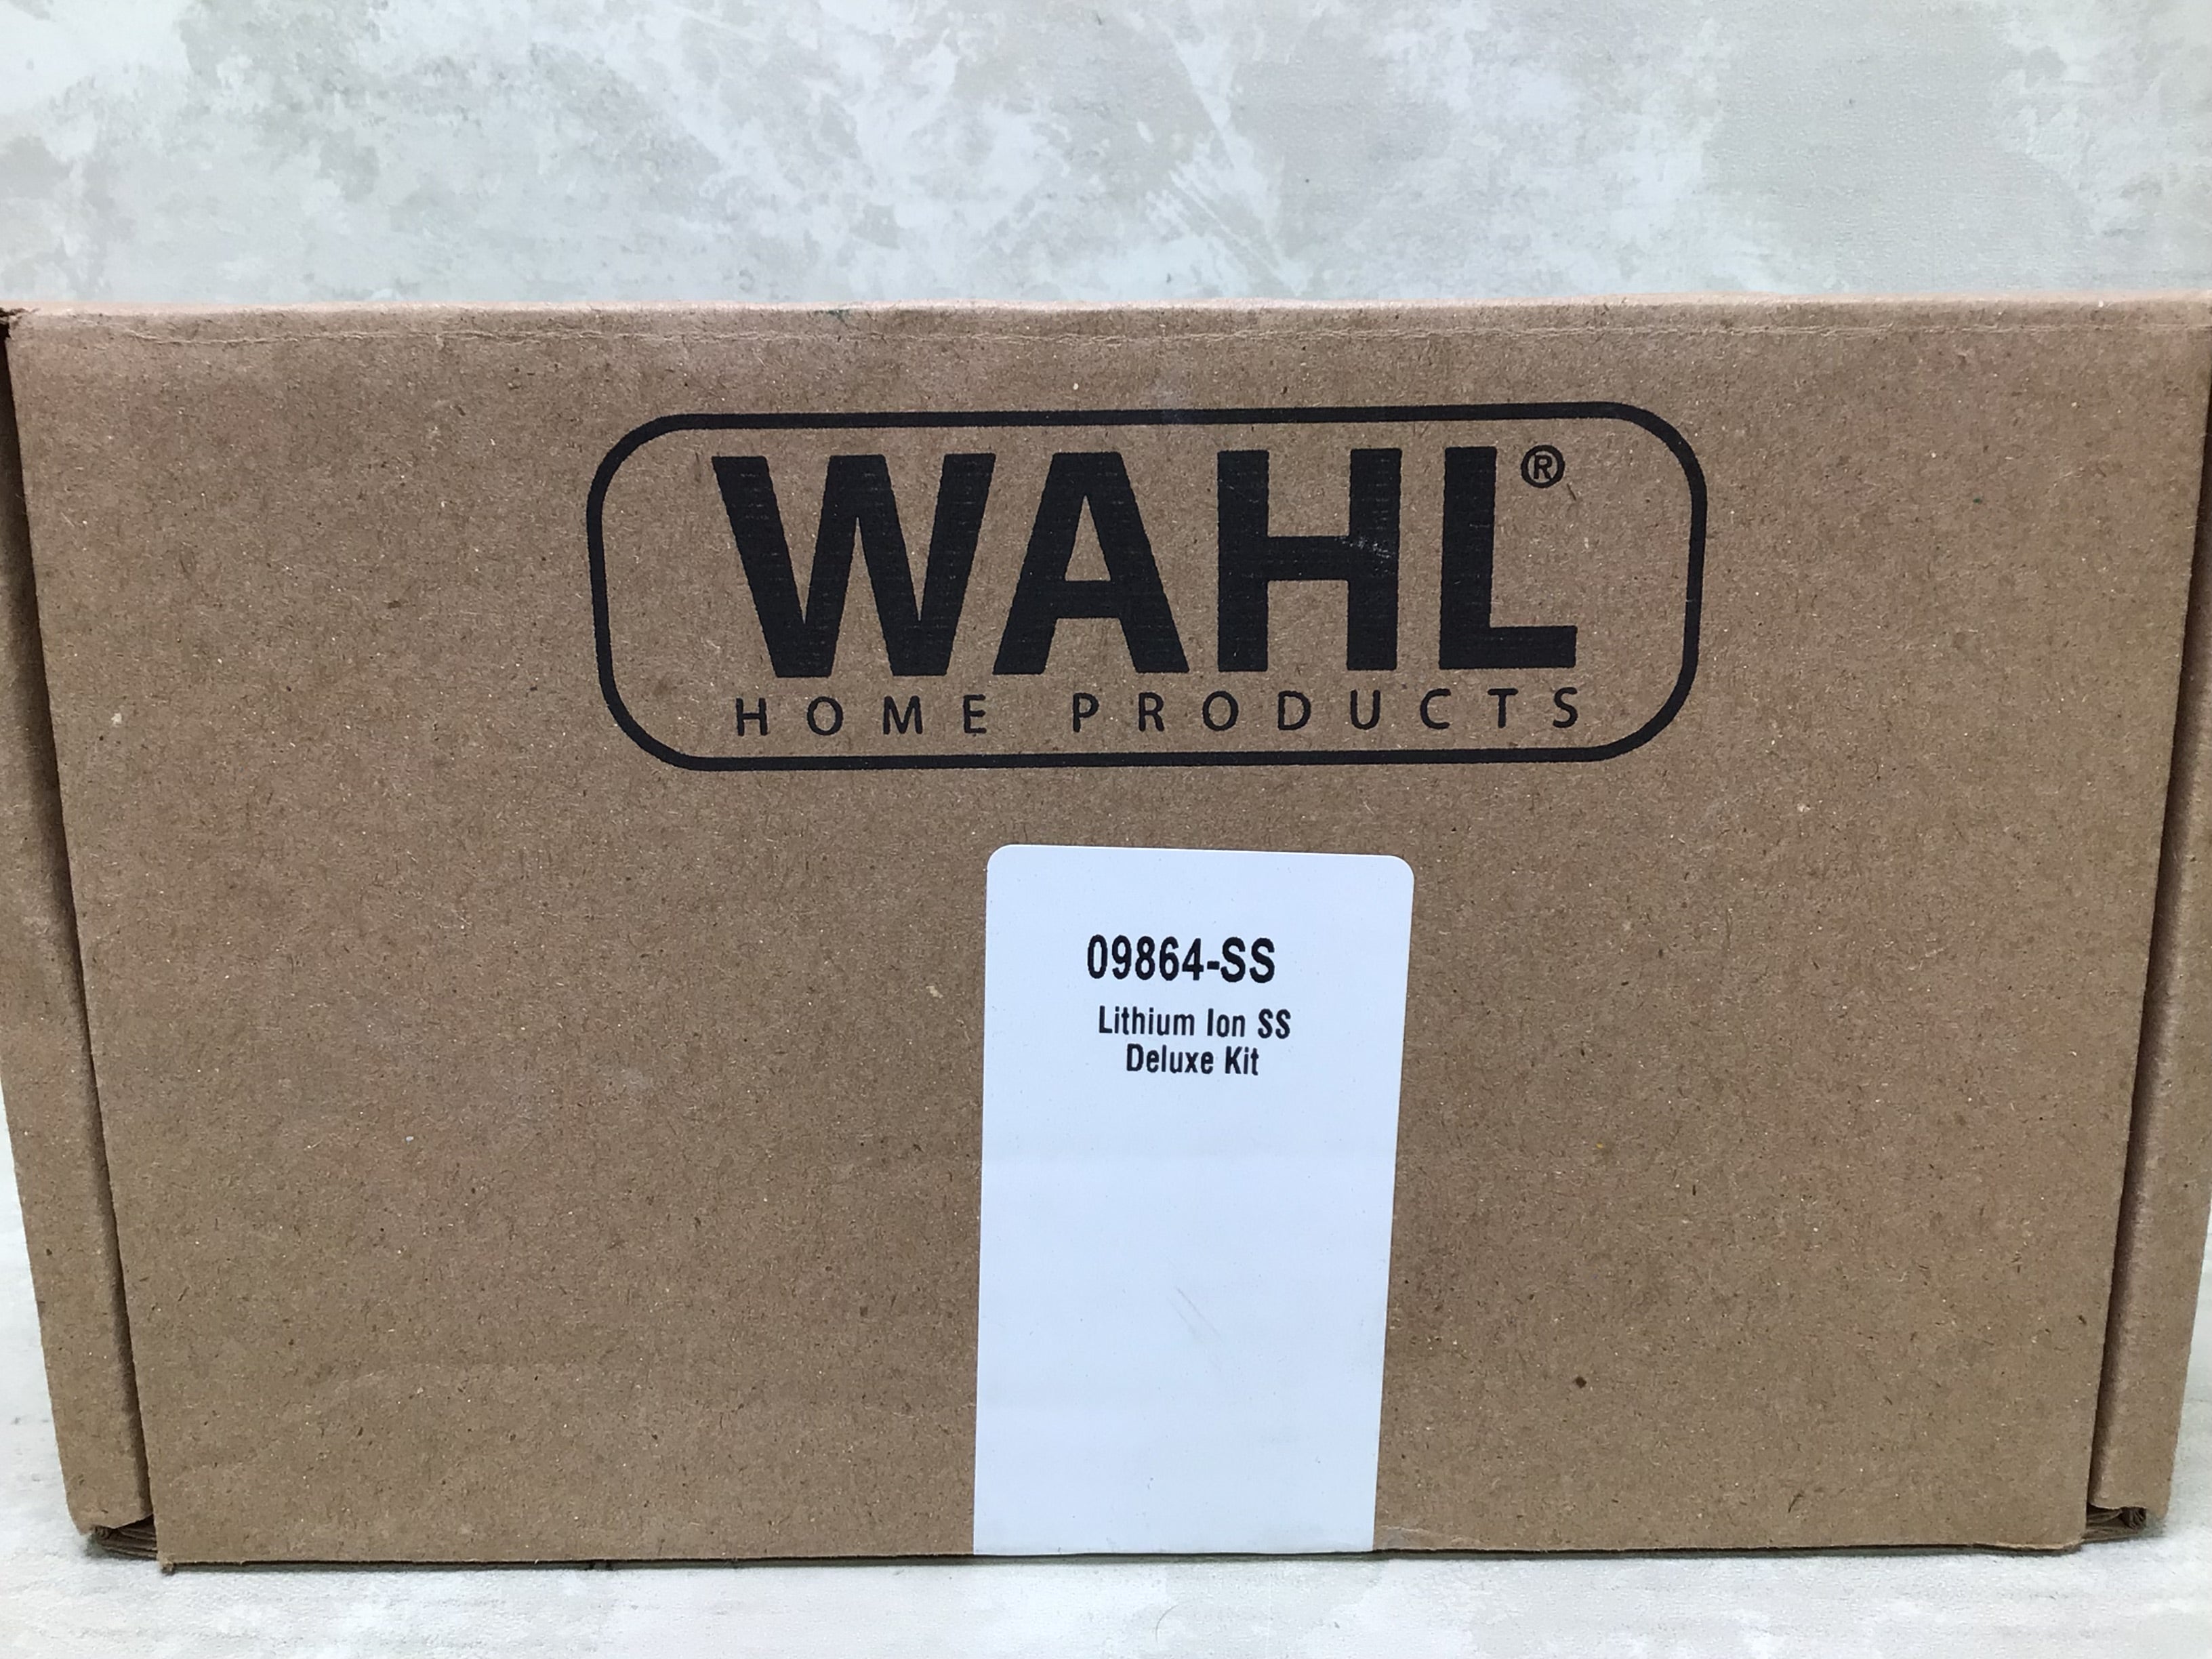 WAHL®
HOME PRODUCTS
09864-SS
Lithium Ion SS
Deluxe Kit